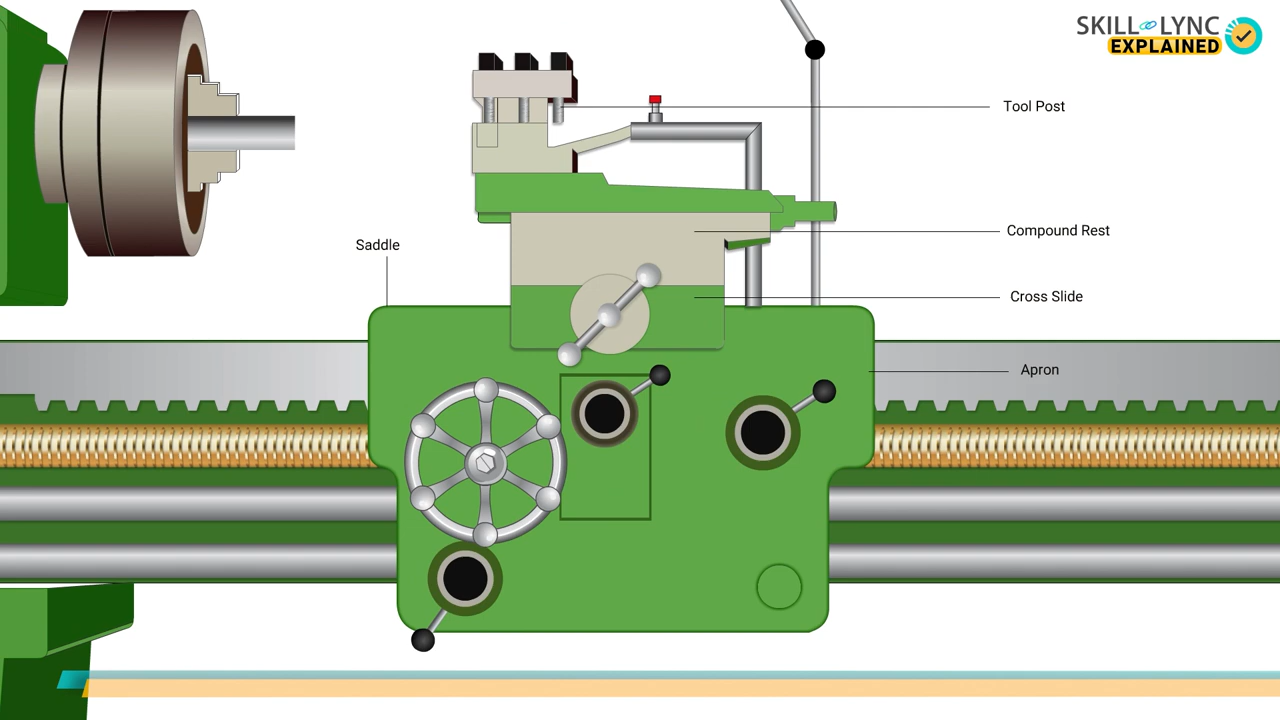 SKILL LYNC
EXPLAINED
Tool Post
Compound Rest
Saddle
Cross Slide
Apron